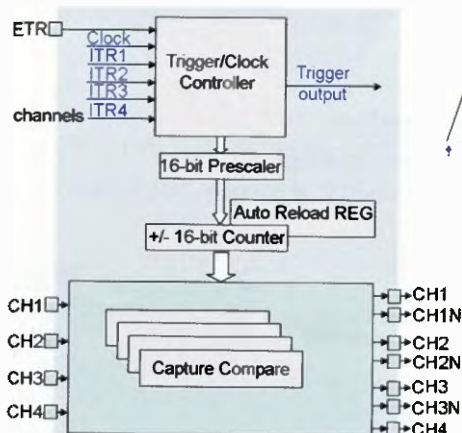 ETR
Clock
ITR1
ITR2
ITR3
channels ITR4
Trigger/Clock
Controller
Trigger
output
16-bit Prescaler
Auto Reload REG
+/- 16-bit Counter
CH1
CH2
CH3
CH4
Capture Compare
CH1
CH1N
CH2
CH2N
CH3
CH3N
CH4